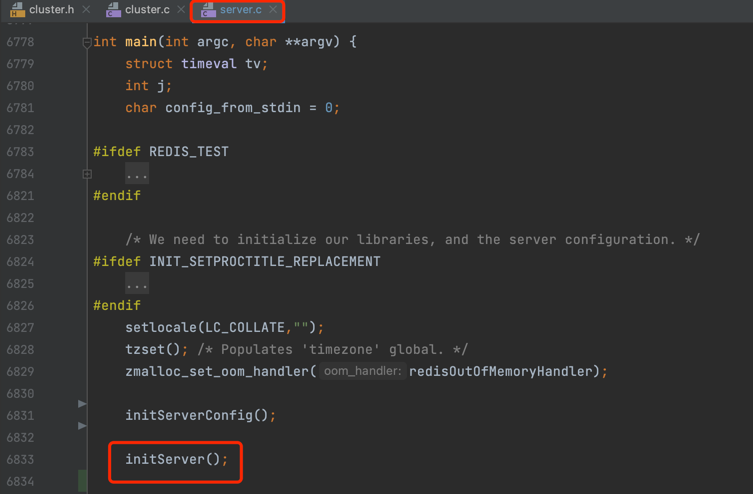 cluster.h cluster.c server.c
6778 int main(int argc, char **argv) {
6779 struct timeval tv;
6780 int j;
6781 char config_from_stdin = 0;
6782
6783 #ifdef REDIS_TEST
6784 ...
6821 #endif
6822
6823 /* We need to initialize our libraries, and the server configuration. */
6824 #ifdef INIT_SETPROCTITLE_REPLACEMENT
6825 ...
6826 #endif
6827 setlocale(LC_COLLATE,"");
6828 tzset(); /* Populates 'timezone' global. */
6829 zmalloc_set_oom_handler( oom_handler: redisOutOfMemoryHandler);
6830
6831 initServerConfig();
6832
6833 initServer();
6834